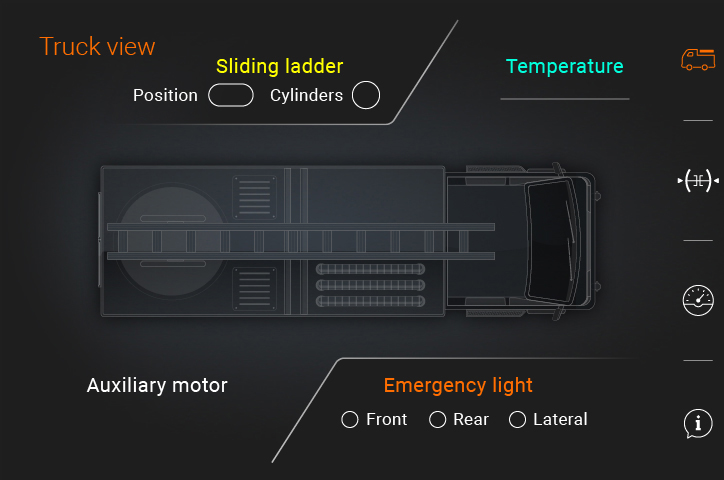 Truck view
Sliding ladder
Position Cylinders
Temperature
Auxiliary motor
Emergency light
Front Rear Lateral